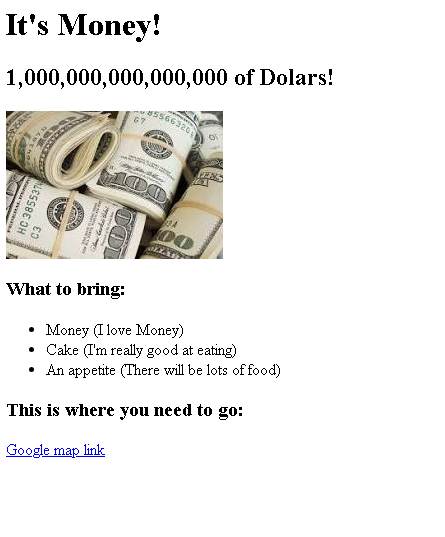 It's Money!
1,000,000,000,000,000 of Dolars!
What to bring:
Money (I love Money)
Cake (I'm really good at eating)
An appetite (There will be lots of food)
This is where you need to go:
Google map link